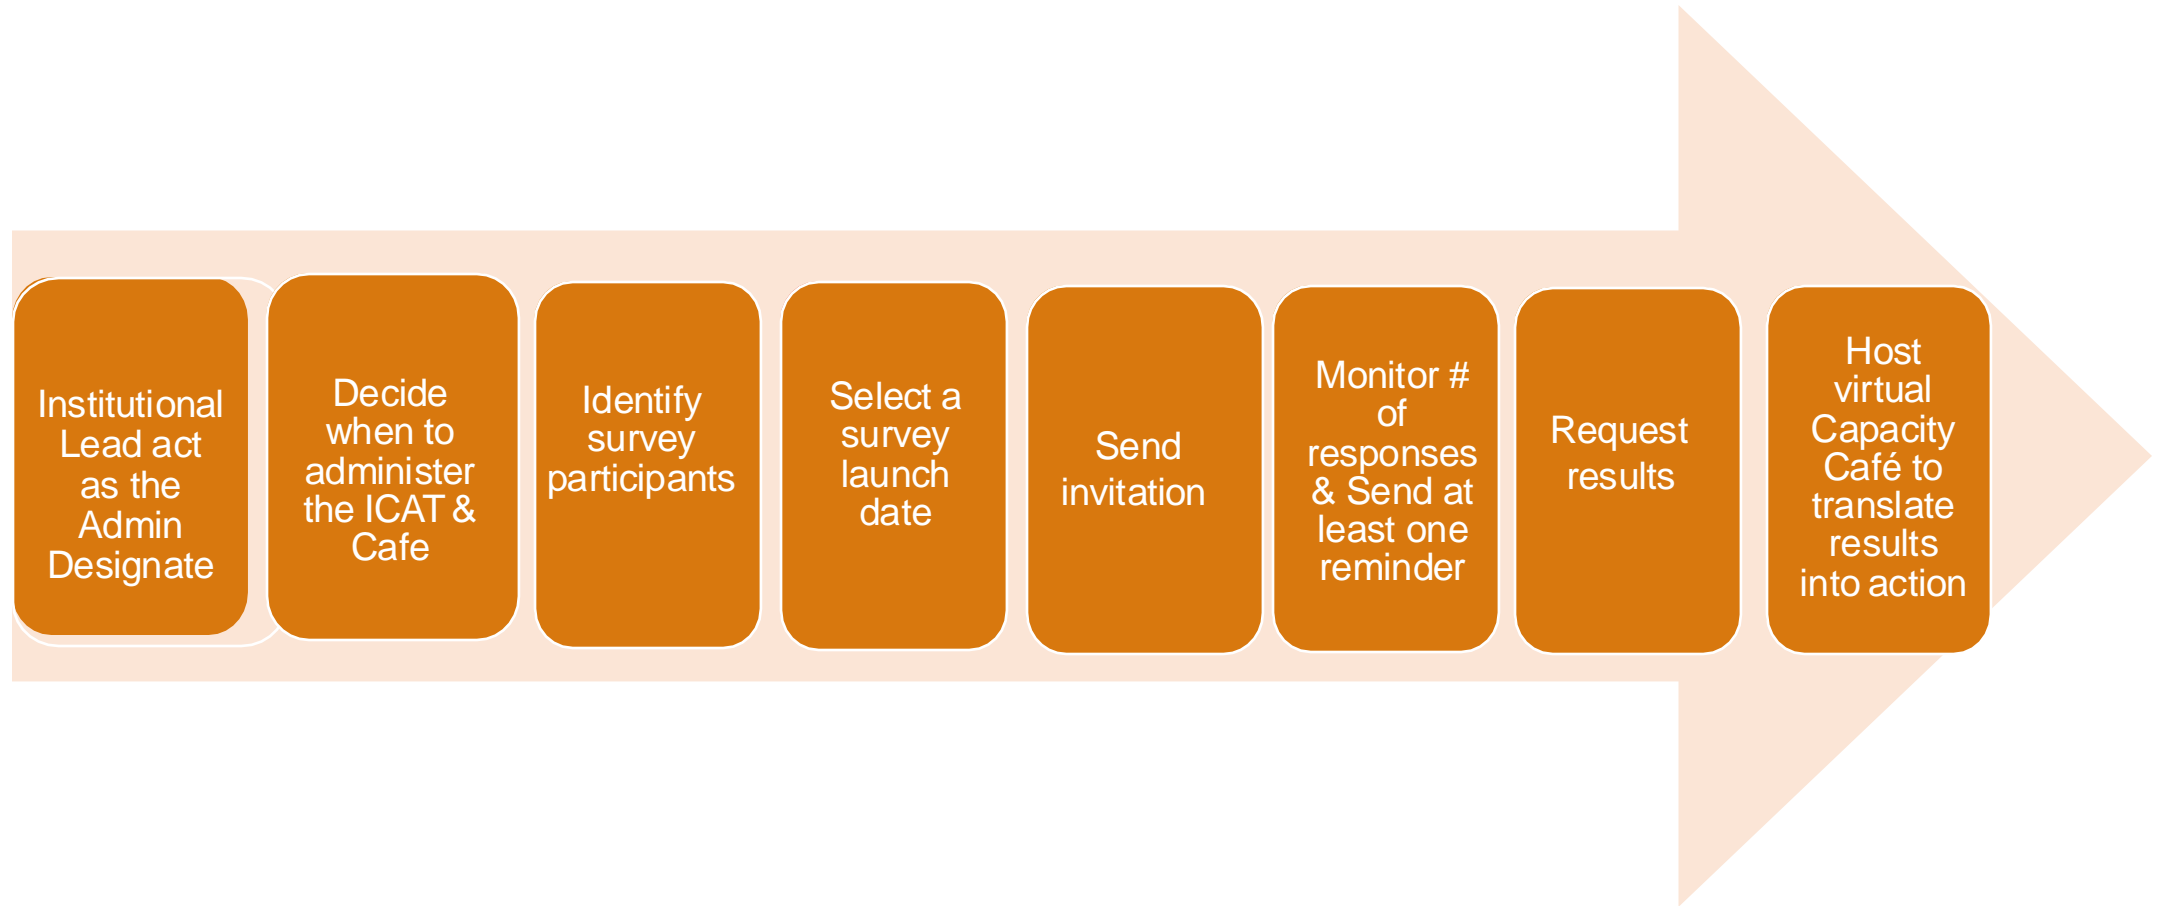 Institutional
Lead act
as the
Admin
Designate
Decide
when to
administer
the ICAT &
Cafe
Identify
survey
participants
Select a
survey
launch
date
Send
invitation
Monitor #
of
responses
& Send at
least one
reminder
Request
results
Host
virtual
Capacity
Café to
translate
results
into action